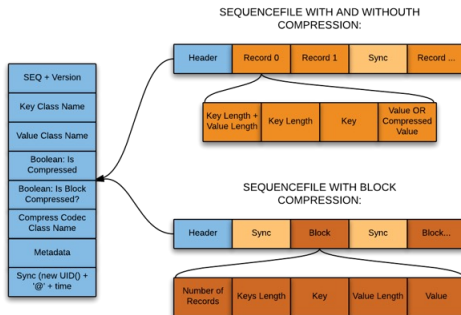 SEQUENCEFILE WITH AND WITHOUTH
COMPRESSION:
Header
Record 0
Record 1
Sync
Record ...
SEQ + Version
Key Class Name
Value Class Name
Boolean: Is
Compressed
Boolean: Is Block
Compressed?
Compress Codec
Class Name
Metadata
Sync (new UID() +
'@' + time
Key Length +
Value Length
Key Length
Key
Value OR
Compressed
Value
SEQUENCEFILE WITH BLOCK
COMPRESSION:
Header
Sync
Block
Sync
Block...
Number of
Records
Keys Length
Key
Value Length
Value